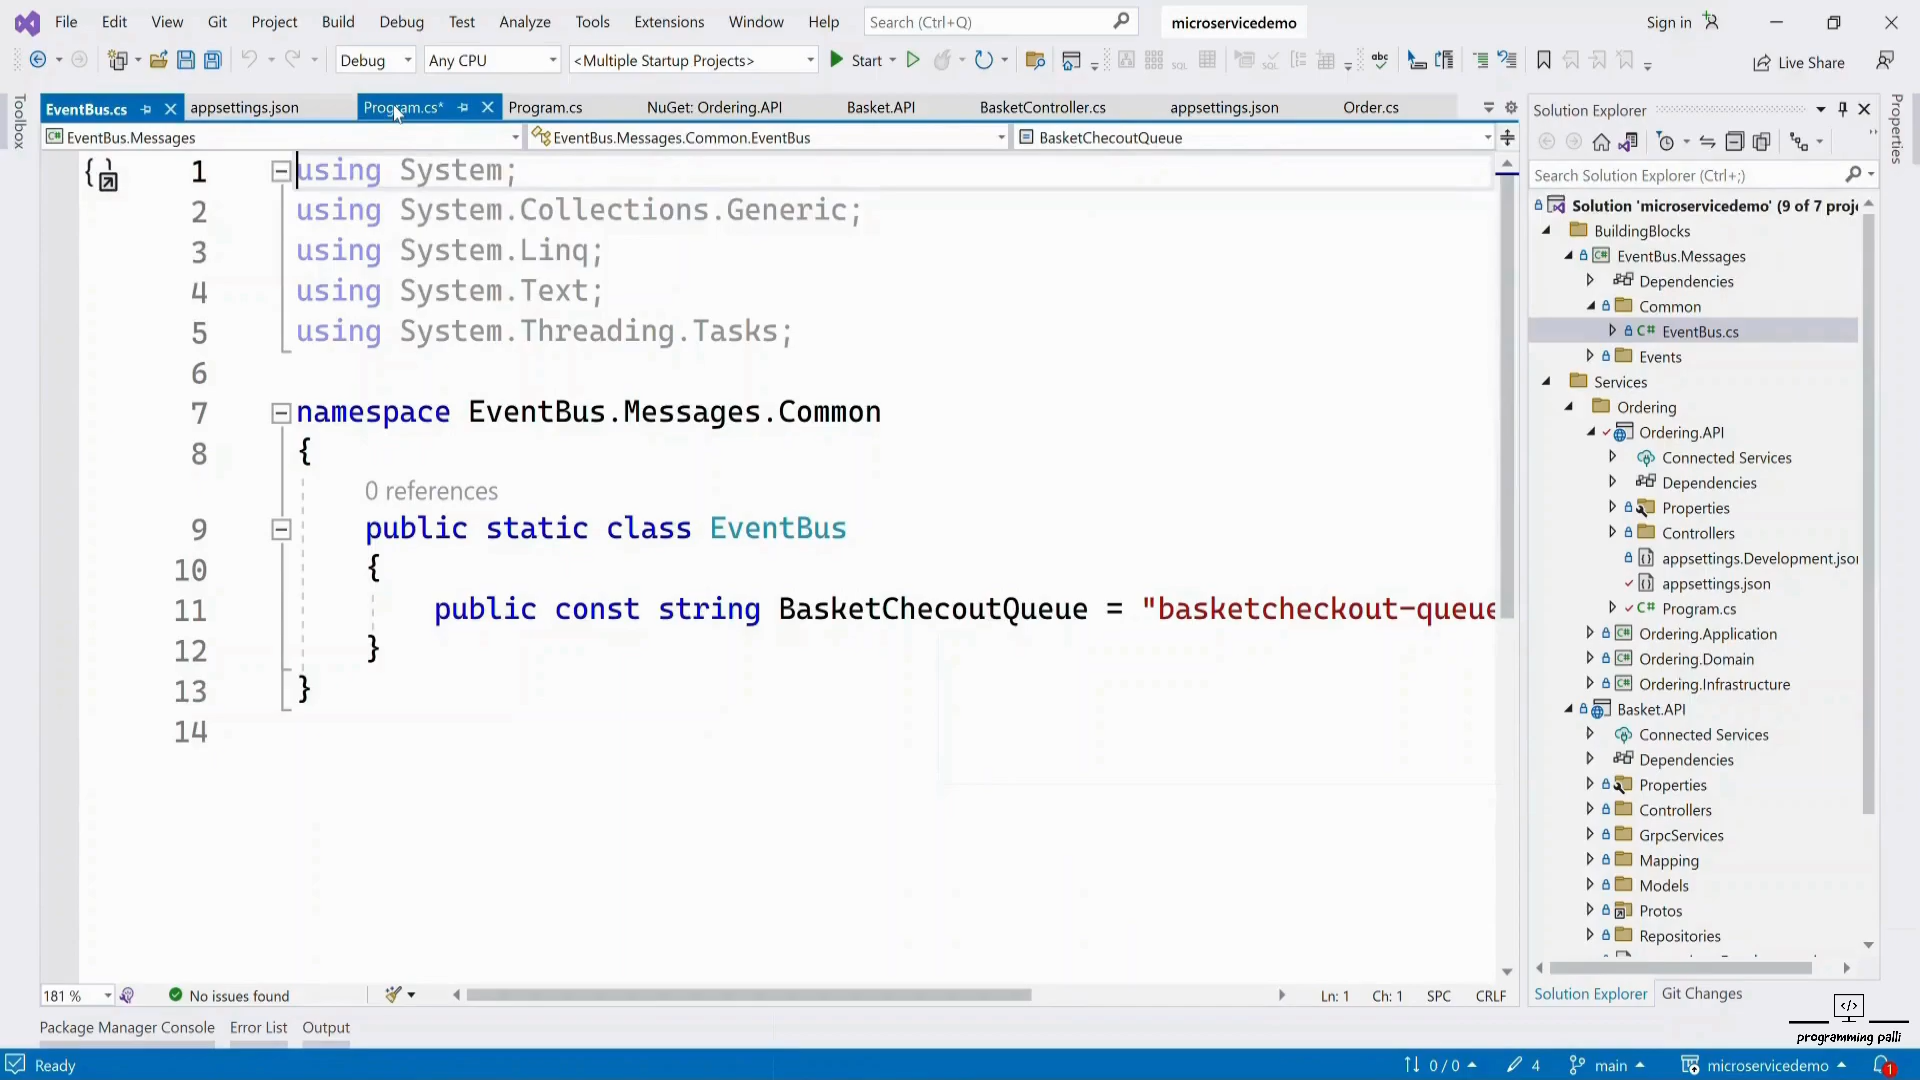 File Edit View Git Project Build Debug Test Analyze Tools Extensions Window Help Search (Ctrl+Q) microservicedemo Sign in
Debug Any CPU <Multiple Startup Projects> Start Live Share
Toolbox
EventBus.cs appsettings.json Program.cs* Program.cs NuGet: Ordering.API Basket.API BasketController.cs appsettings.json Order.cs
EventBus.Messages EventBus.Messages.Common.EventBus BasketChecoutQueue
1 using System;
2 using System.Collections.Generic;
3 using System.Linq;
4 using System.Text;
5 using System.Threading.Tasks;
6
7 namespace EventBus.Messages.Common
8 {
0 references
9 public static class EventBus
10 {
11 public const string BasketChecoutQueue = "basketcheckout-queue
12 }
13 }
14
181 % No issues found Ln: 1 Ch: 1 SPC CRLF
Solution Explorer
Properties
Search Solution Explorer (Ctrl+;)
Solution 'microservicedemo' (9 of 7 proj
BuildingBlocks
EventBus.Messages
Dependencies
Common
C# EventBus.cs
Events
Services
Ordering
Ordering.API
Connected Services
Dependencies
Properties
Controllers
appsettings.Development.json
appsettings.json
C# Program.cs
Ordering.Application
Ordering.Domain
Ordering.Infrastructure
Basket.API
Connected Services
Dependencies
Properties
Controllers
GrpcServices
Mapping
Models
Protos
Repositories
Solution Explorer Git Changes
Package Manager Console Error List Output
programming palli
Ready 0 / 0 4 main microservicedemo 1